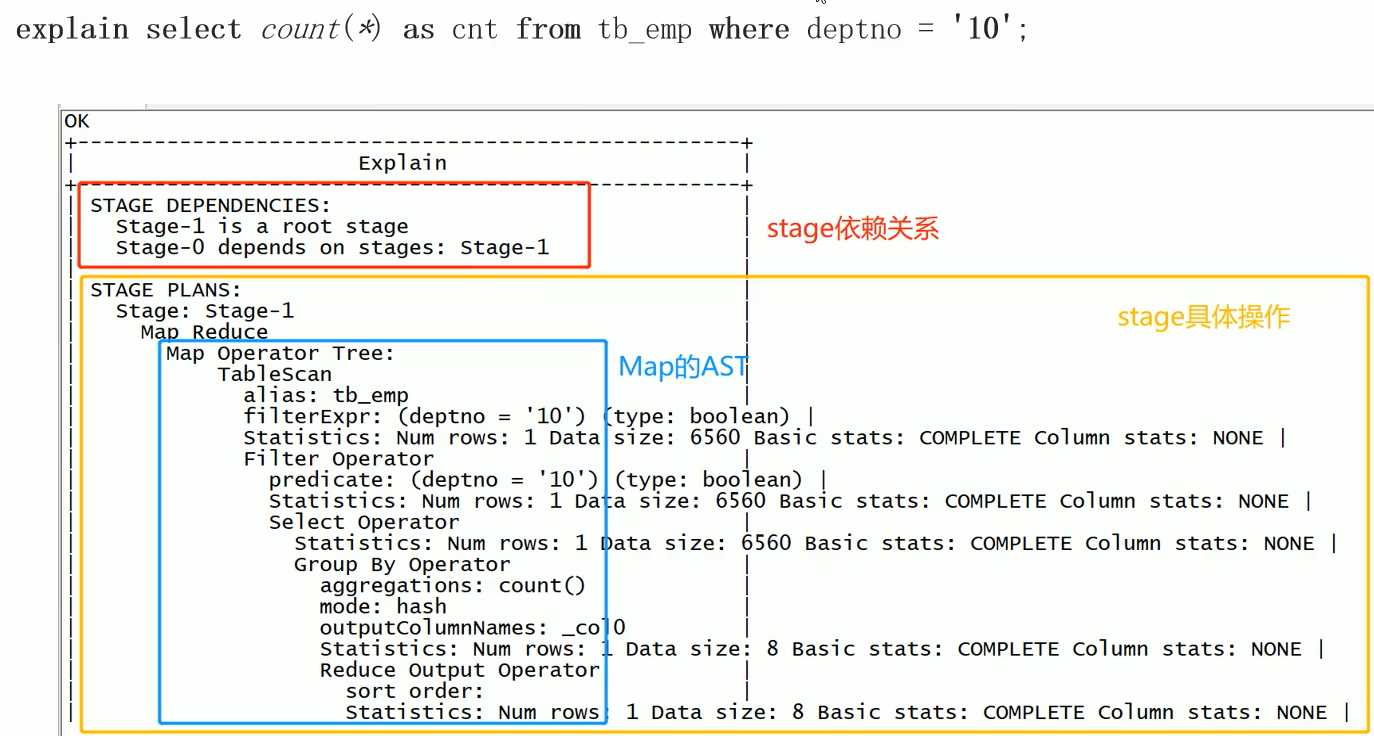 explain select count(*) as cnt from tb_emp where deptno = '10';
OK
+----------------------------------------------------+
| Explain |
+----------------------------------------------------+
| STAGE DEPENDENCIES: |
| Stage-1 is a root stage | stage依赖关系
| Stage-0 depends on stages: Stage-1 |
| |
| STAGE PLANS: |
| Stage: Stage-1 | stage具体操作
| Map Reduce |
| Map Operator Tree: | Map的AST
| TableScan |
| alias: tb_emp |
| filterExpr: (deptno = '10') (type: boolean) |
| Statistics: Num rows: 1 Data size: 6560 Basic stats: COMPLETE Column stats: NONE |
| Filter Operator |
| predicate: (deptno = '10') (type: boolean) |
| Statistics: Num rows: 1 Data size: 6560 Basic stats: COMPLETE Column stats: NONE |
| Select Operator |
| Statistics: Num rows: 1 Data size: 6560 Basic stats: COMPLETE Column stats: NONE |
| Group By Operator |
| aggregations: count() |
| mode: hash |
| outputColumnNames: _col0 |
| Statistics: Num rows: 1 Data size: 8 Basic stats: COMPLETE Column stats: NONE |
| Reduce Output Operator |
| sort order: |
| Statistics: Num rows: 1 Data size: 8 Basic stats: COMPLETE Column stats: NONE |